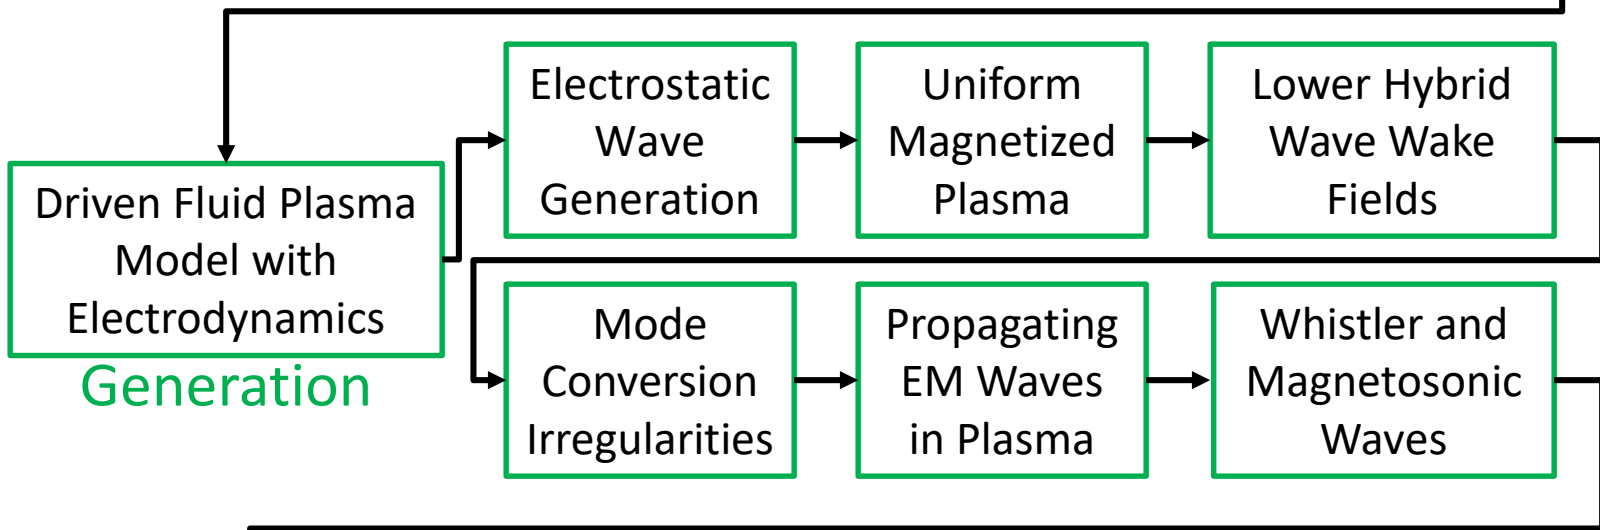 Driven Fluid Plasma
Model with
Electrodynamics
Generation
Electrostatic
Wave
Generation
Uniform
Magnetized
Plasma
Lower Hybrid
Wave Wake
Fields
Mode
Conversion
Irregularities
Propagating
EM Waves
in Plasma
Whistler and
Magnetosonic
Waves